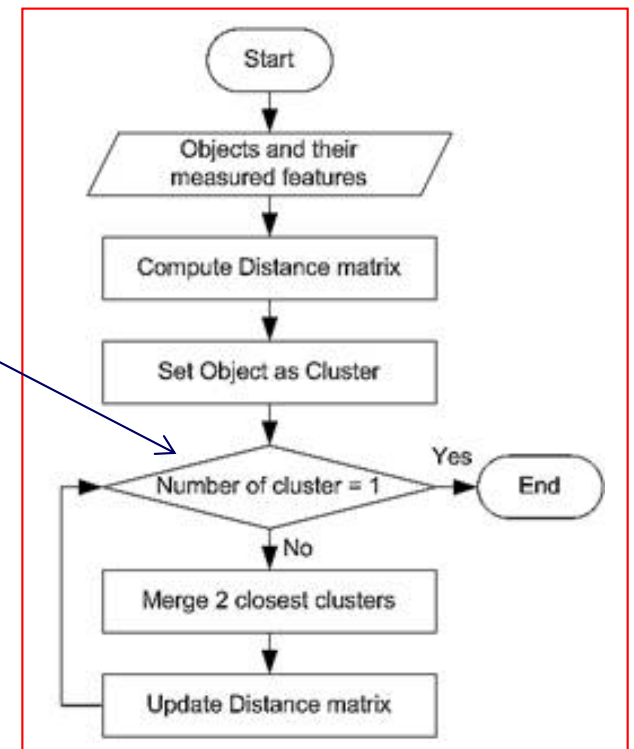 Start
Objects and their
measured features
Compute Distance matrix
Set Object as Cluster
Number of cluster = 1
Yes
End
No
Merge 2 closest clusters
Update Distance matrix